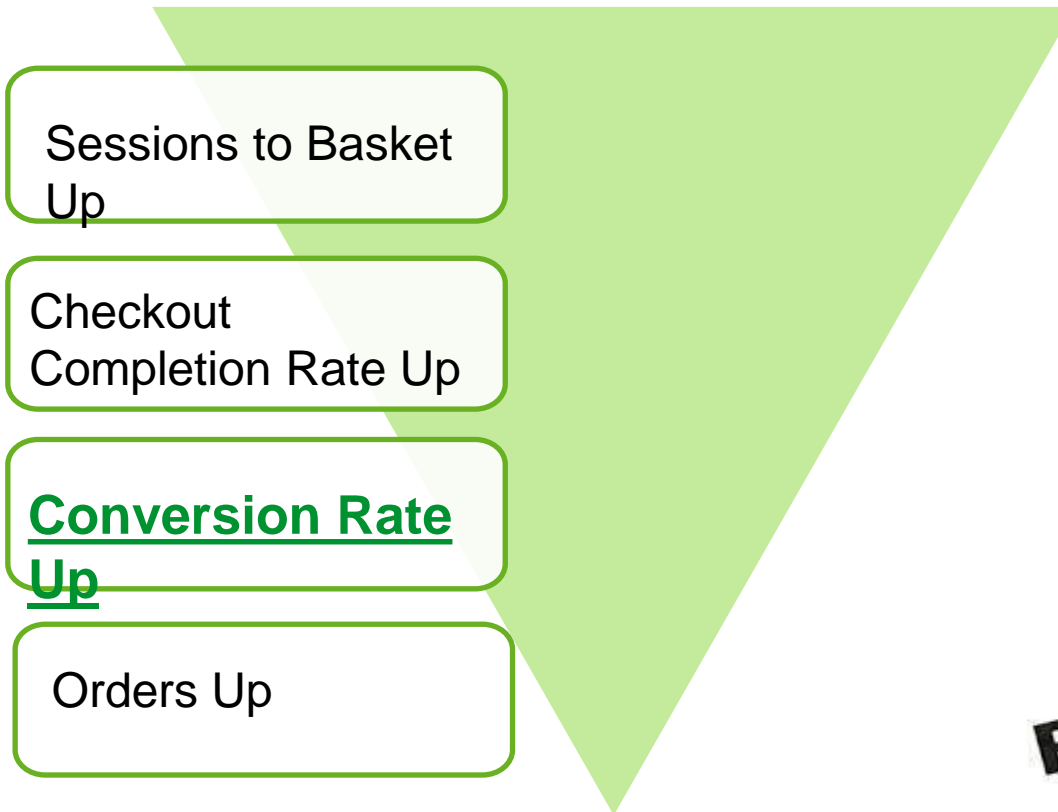 Sessions to Basket
Up
Checkout
Completion Rate Up
Conversion Rate
Up
Orders Up